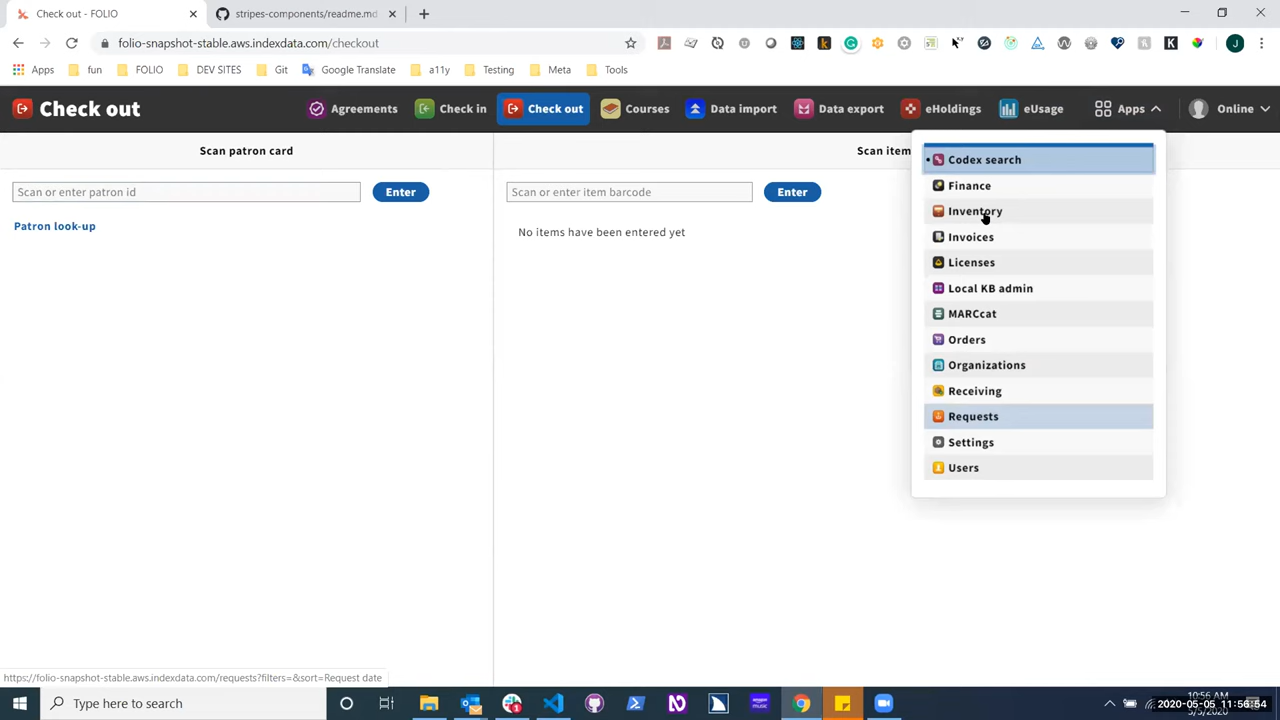 Check out - FOLIO
stripes-components/readme.md
folio-snapshot-stable.aws.indexdata.com/checkout
J
Apps fun FOLIO DEV SITES Git Google Translate a11y Testing Meta Tools
Check out Agreements Check in Check out Courses Data import Data export eHoldings eUsage Apps Online
Scan patron card
Scan item
Scan or enter patron id Enter
Scan or enter item barcode Enter
Patron look-up
No items have been entered yet
Codex search
Finance
Inventory
Invoices
Licenses
Local KB admin
MARCcat
Orders
Organizations
Receiving
Requests
Settings
Users
https://folio-snapshot-stable.aws.indexdata.com/requests?filters=&sort=Request date
Type here to search
10:56 AM
2020-05-05 11:56:54